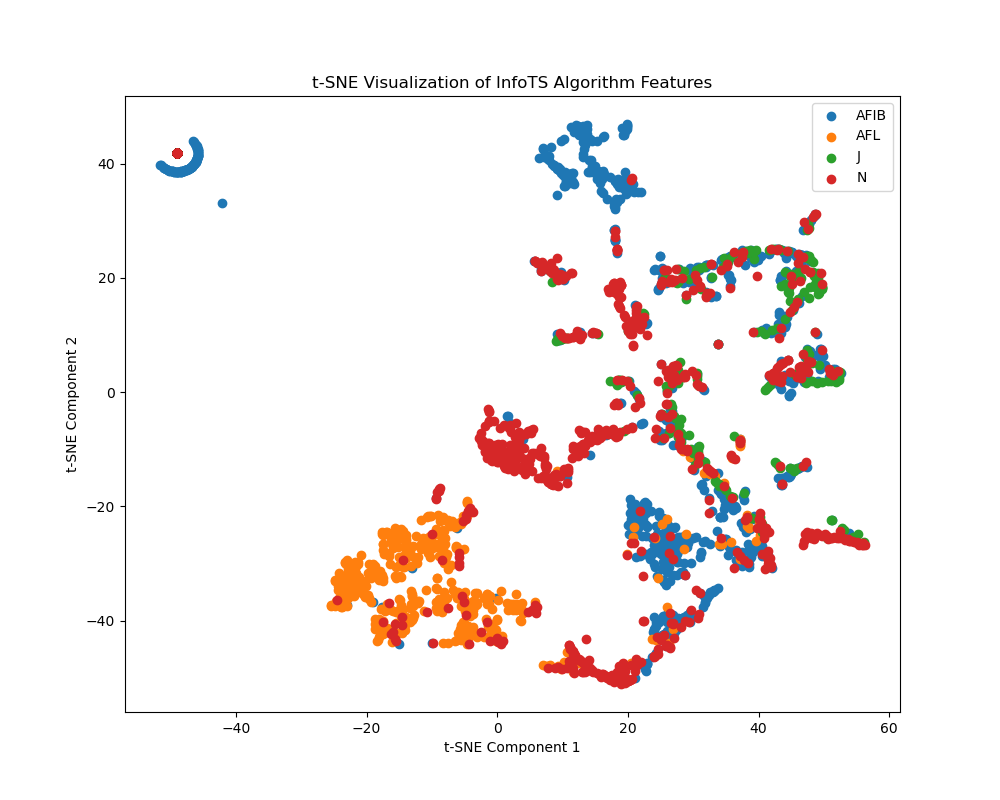 t-SNE Visualization of InfoTS Algorithm Features
AFIB
AFL
J
N
40
20
0
−20
−40
t-SNE Component 2
−40
−20
0
20
40
60
t-SNE Component 1